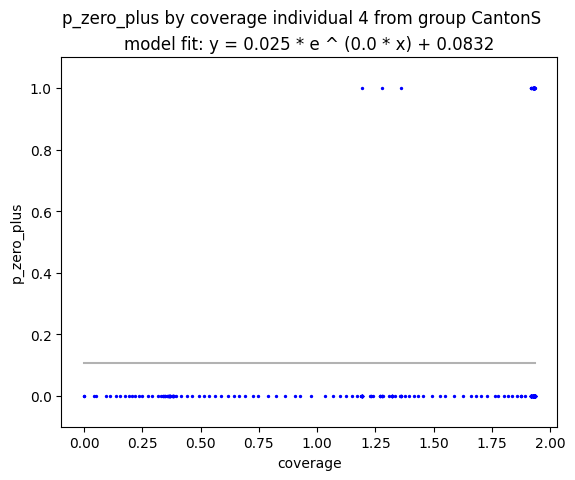 p_zero_plus by coverage individual 4 from group CantonS
model fit: y = 0.025 * e ^ (0.0 * x) + 0.0832
1.0
0.8
0.6
0.4
0.2
0.0
p_zero_plus
0.00 0.25 0.50 0.75 1.00 1.25 1.50 1.75 2.00
coverage